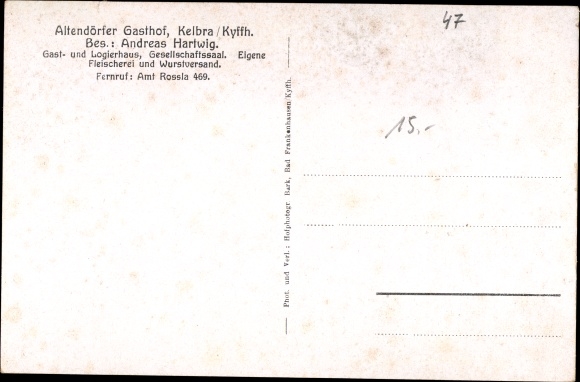 Altendörfer Gasthof, Kelbra/Kyffh.
Bes.: Andreas Hartwig.
Gast- und Logierhaus, Gesellschaftssaal. Eigene
Fleischerei und Wurstversand.
Fernruf: Amt Rossla 469.
Phot. und Verl.: Hofphotogr Bark, Bad Frankenhausen Kyffh.
47
15,-